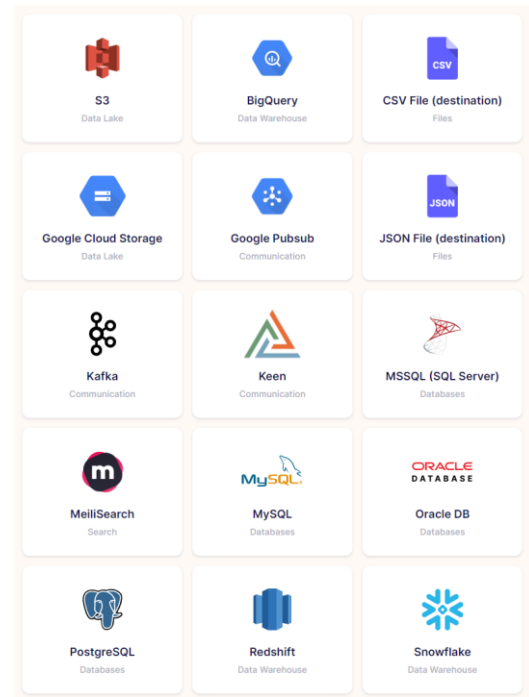 S3
Data Lake
BigQuery
Data Warehouse
CSV
CSV File (destination)
Files
Google Cloud Storage
Data Lake
Google Pubsub
Communication
JSON
JSON File (destination)
Files
Kafka
Communication
Keen
Communication
MSSQL (SQL Server)
Databases
m
MeiliSearch
Search
MySQL.
MySQL
Databases
ORACLE
DATABASE
Oracle DB
Databases
PostgreSQL
Databases
Redshift
Data Warehouse
Snowflake
Data Warehouse